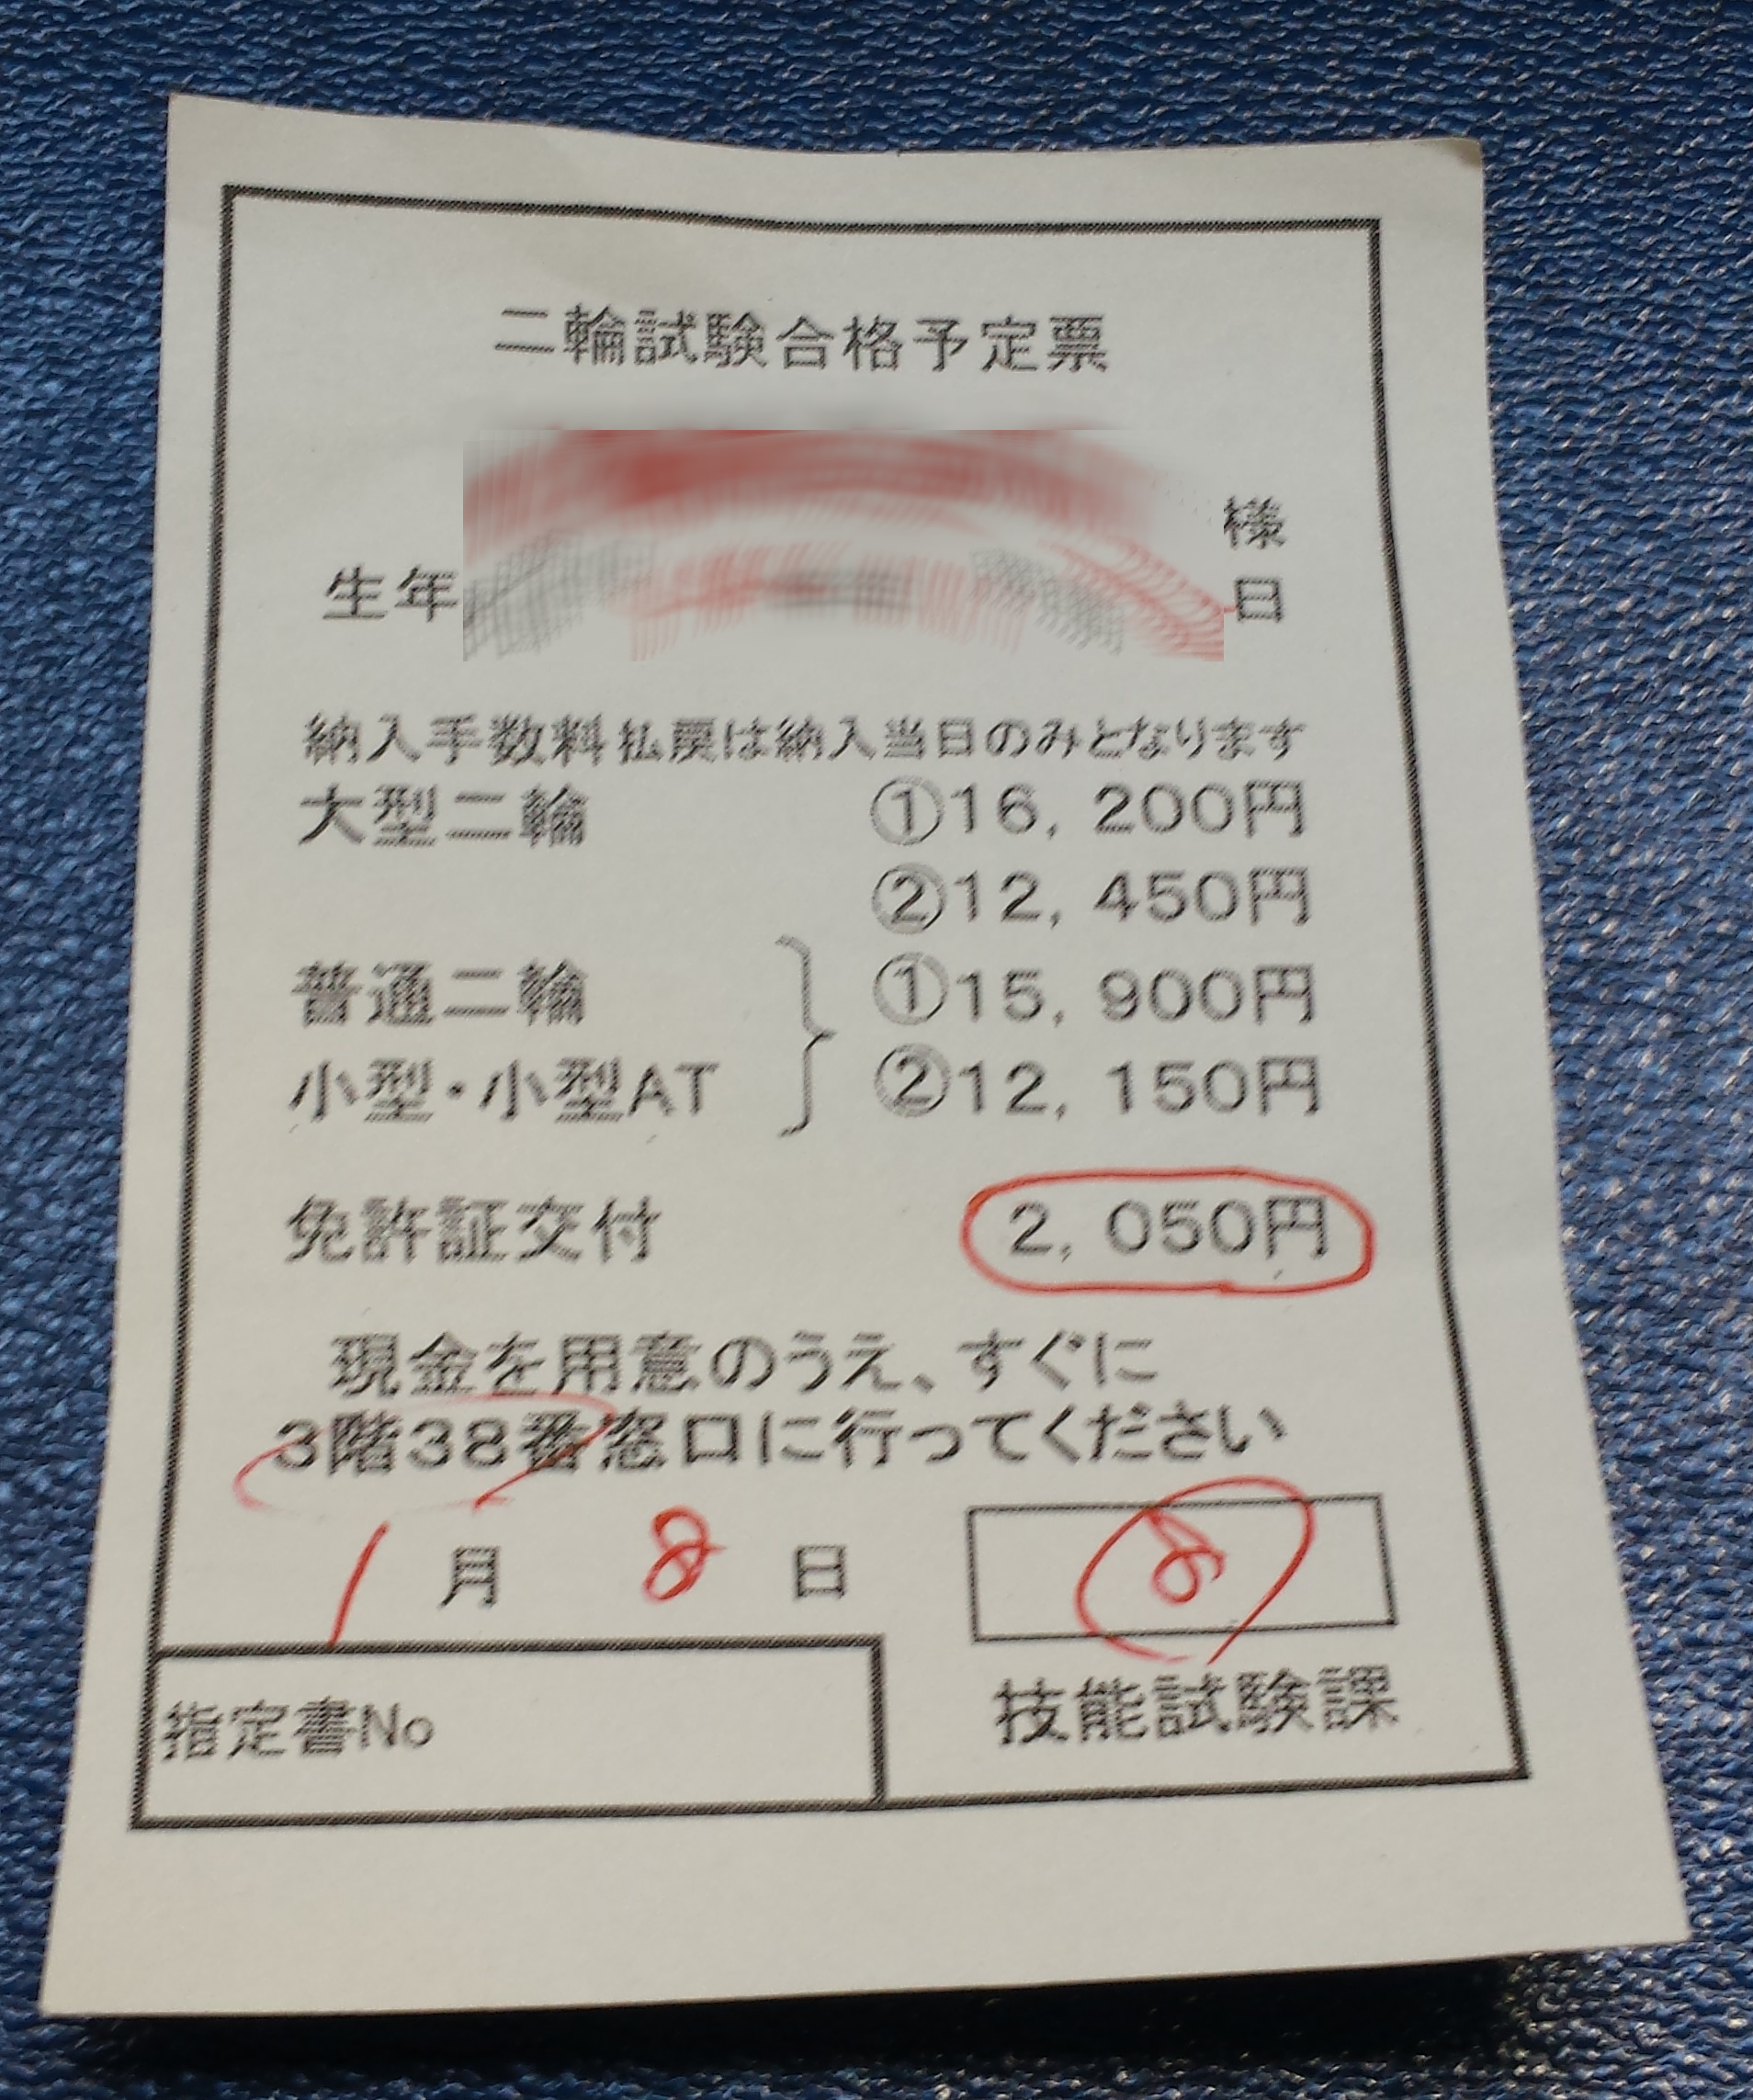 二輪試験合格予定票
様
生年 日
納入手数料払戻は納入当日のみとなります
大型二輪 ①16,200円
②12,450円
普通二輪 ①15,900円
小型・小型AT ②12,150円
免許証交付 2,050円
現金を用意のうえ、すぐに
3階38番窓口に行ってください
1月8日 8
技能試験課
指定書No